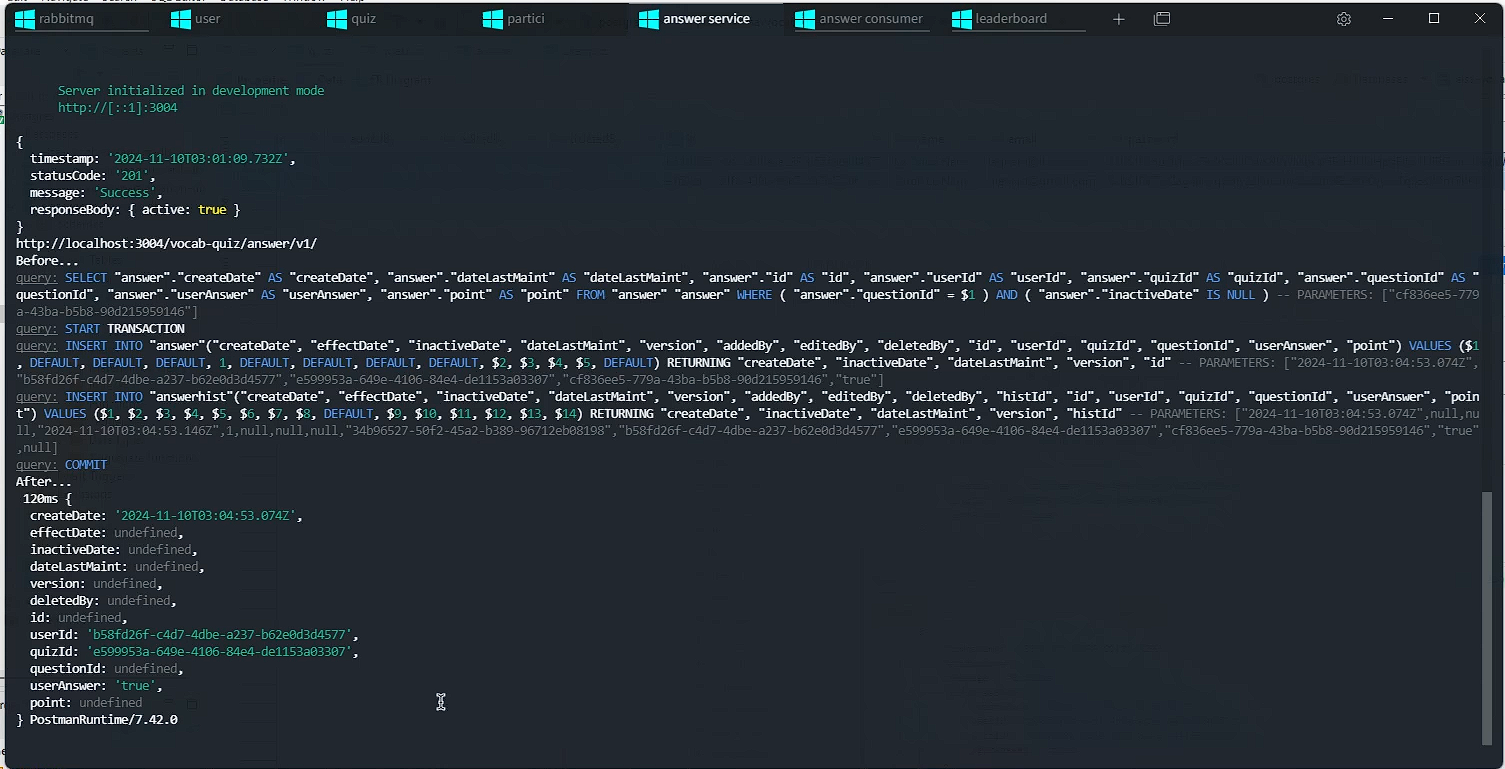 rabbitmq
user
quiz
partici
answer service
answer consumer
leaderboard
Server initialized in development mode
http://[::1]:3004
{
timestamp: '2024-11-10T03:01:09.732Z',
statusCode: '201',
message: 'Success',
responseBody: { active: true }
}
http://localhost:3004/vocab-quiz/answer/v1/
Before...
query: SELECT "answer"."createDate" AS "createDate", "answer"."dateLastMaint" AS "dateLastMaint", "answer"."id" AS "id", "answer"."userId" AS "userId", "answer"."quizId" AS "quizId", "answer"."questionId" AS "
questionId", "answer"."userAnswer" AS "userAnswer", "answer"."point" AS "point" FROM "answer" "answer" WHERE ( "answer"."questionId" = $1 ) AND ( "answer"."inactiveDate" IS NULL ) -- PARAMETERS: ["cf836ee5-779
a-43ba-b5b8-90d215959146"]
query: START TRANSACTION
query: INSERT INTO "answer"("createDate", "effectDate", "inactiveDate", "dateLastMaint", "version", "addedBy", "editedBy", "deletedBy", "id", "userId", "quizId", "questionId", "userAnswer", "point") VALUES ($1
, DEFAULT, DEFAULT, DEFAULT, 1, DEFAULT, DEFAULT, DEFAULT, DEFAULT, $2, $3, $4, $5, DEFAULT) RETURNING "createDate", "inactiveDate", "dateLastMaint", "version", "id" -- PARAMETERS: ["2024-11-10T03:04:53.074Z",
"b58fd26f-c4d7-4dbe-a237-b62e0d3d4577","e599953a-649e-4106-84e4-de1153a03307","cf836ee5-779a-43ba-b5b8-90d215959146","true"]
query: INSERT INTO "answerhist"("createDate", "effectDate", "inactiveDate", "dateLastMaint", "version", "addedBy", "editedBy", "deletedBy", "histId", "id", "userId", "quizId", "questionId", "userAnswer", "poin
t") VALUES ($1, $2, $3, $4, $5, $6, $7, $8, DEFAULT, $9, $10, $11, $12, $13, $14) RETURNING "createDate", "inactiveDate", "dateLastMaint", "version", "histId" -- PARAMETERS: ["2024-11-10T03:04:53.074Z",null,nu
ll,"2024-11-10T03:04:53.146Z",1,null,null,null,"34b96527-50f2-45a2-b389-96712eb08198","b58fd26f-c4d7-4dbe-a237-b62e0d3d4577","e599953a-649e-4106-84e4-de1153a03307","cf836ee5-779a-43ba-b5b8-90d215959146","true"
,null]
query: COMMIT
After...
120ms {
createDate: '2024-11-10T03:04:53.074Z',
effectDate: undefined,
inactiveDate: undefined,
dateLastMaint: undefined,
version: undefined,
deletedBy: undefined,
id: undefined,
userId: 'b58fd26f-c4d7-4dbe-a237-b62e0d3d4577',
quizId: 'e599953a-649e-4106-84e4-de1153a03307',
questionId: undefined,
userAnswer: 'true',
point: undefined
} PostmanRuntime/7.42.0